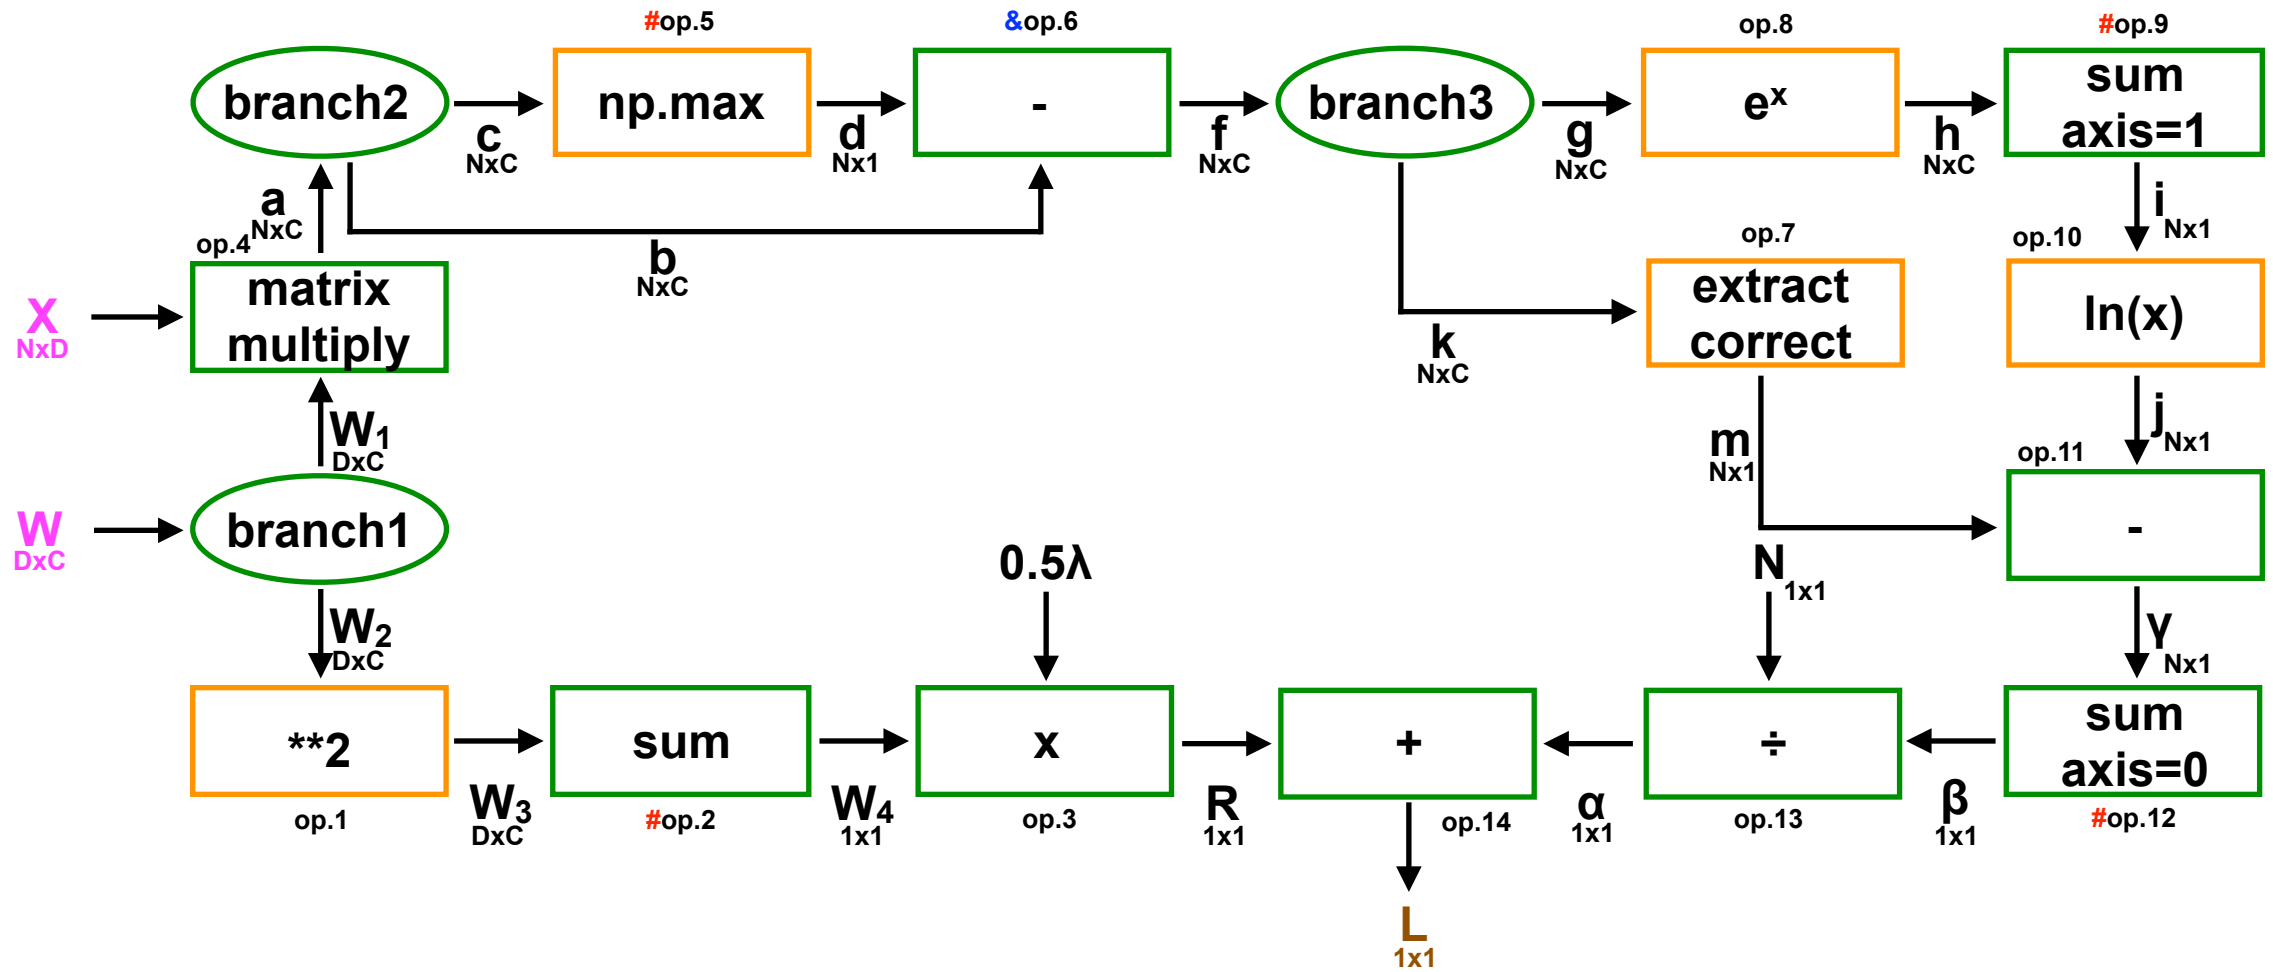 #op.5
&op.6
op.8
#op.9
branch2
c
NxC
np.max
d
Nx1
-
f
NxC
branch3
g
NxC
eˣ
h
NxC
sum
axis=1
a
NxC
b
NxC
i
Nx1
op.4
op.7
op.10
X
NxD
matrix
multiply
k
NxC
extract
correct
ln(x)
W₁
DxC
m
Nx1
j
Nx1
op.11
W
DxC
branch1
0.5λ
N
1x1
-
W₂
DxC
γ
Nx1
**2
W₃
DxC
sum
W₄
1x1
x
R
1x1
+
α
1x1
÷
β
1x1
sum
axis=0
op.1
#op.2
op.3
op.14
op.13
#op.12
L
1x1